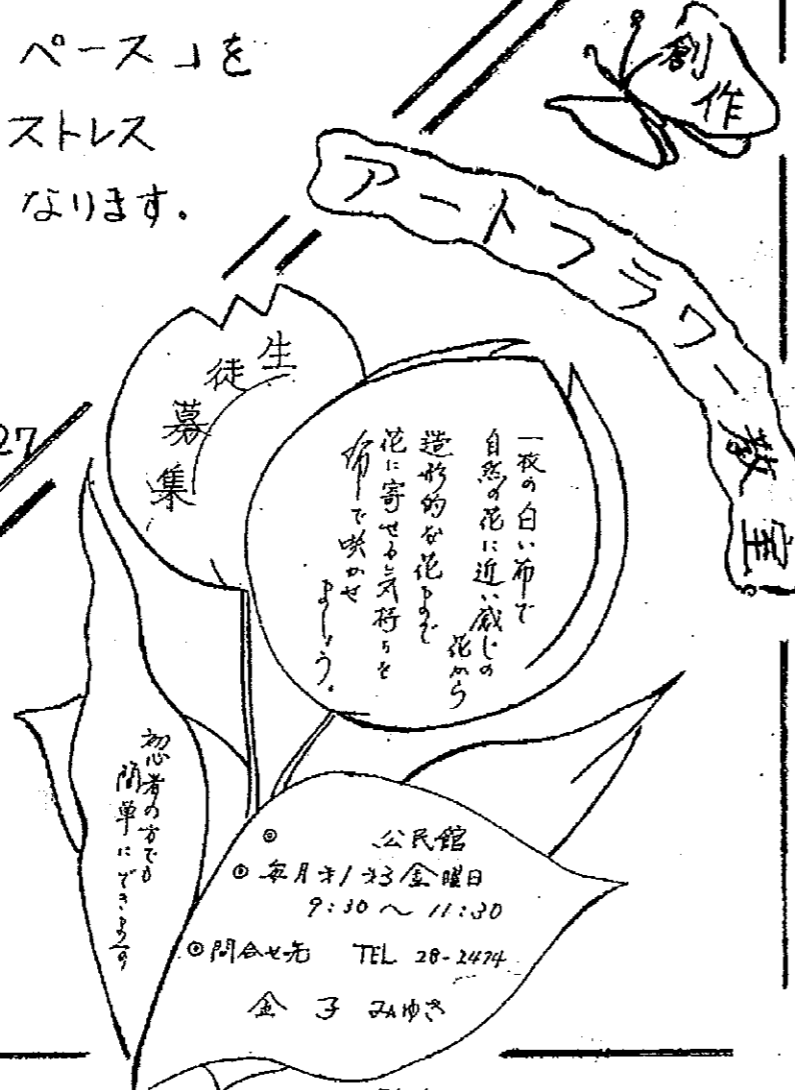 ペース」を
ストレス
なります。
27
創作
アートフラワー教室
生徒募集
一枚の白い布で
自然の花に近い感じの
花から
造形的な花まで
花に寄せる気持ちを
布で咲かせ
ましょう。
初心者の方でも
簡単にできます
◎ 公民館
◎ 毎月才1才3金曜日
9:30～11:30
◎問合せ先 TEL 28-2474
金子みゆき